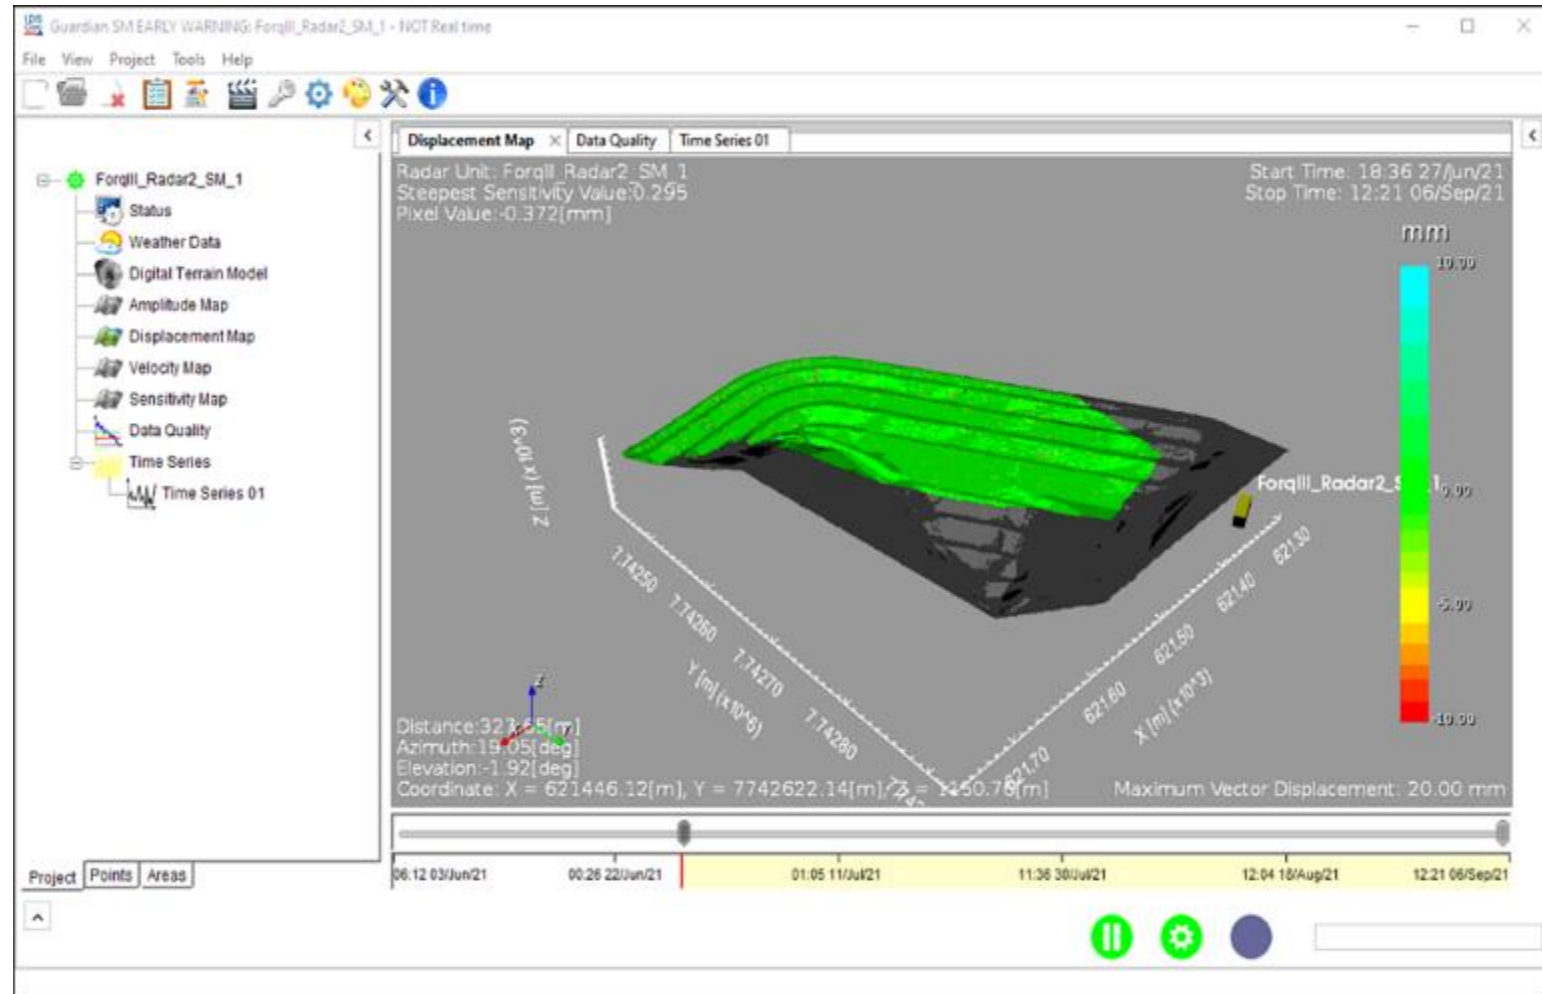 Guardian SM EARLY WARNING: ForqIII_Radar2_SM_1 - NOT Real time
File View Project Tools Help
Displacement Map Data Quality Time Series 01
ForqIII_Radar2_SM_1
Status
Weather Data
Digital Terrain Model
Amplitude Map
Displacement Map
Velocity Map
Sensitivity Map
Data Quality
Time Series
Time Series 01
Radar Unit: ForqIII_Radar2_SM_1
Steepest Sensitivity Value:0.295
Pixel Value:-0.372[mm]
Start Time: 18:36 27/Jun/21
Stop Time: 12:21 06/Sep/21
mm
10.00
0.00
-5.00
-10.00
ForqIII_Radar2_S
Z [m] (x10^3)
7.74250
7.74260
7.74270
7.74280
Y [m] (x10^6)
621.30
621.40
621.50
621.60
621.70
X [m] (x10^3)
Z
Distance:323.65[m]
Azimuth:19.05[deg]
Elevation:-1.92[deg]
Coordinate: X = 621446.12[m], Y = 7742622.14[m],
Maximum Vector Displacement: 20.00 mm
06:12 03/Jun/21 00:26 22/Jun/21 01:05 11/Jul/21 11:36 30/Jul/21 12:04 18/Aug/21 12:21 06/Sep/21
Project Points Areas